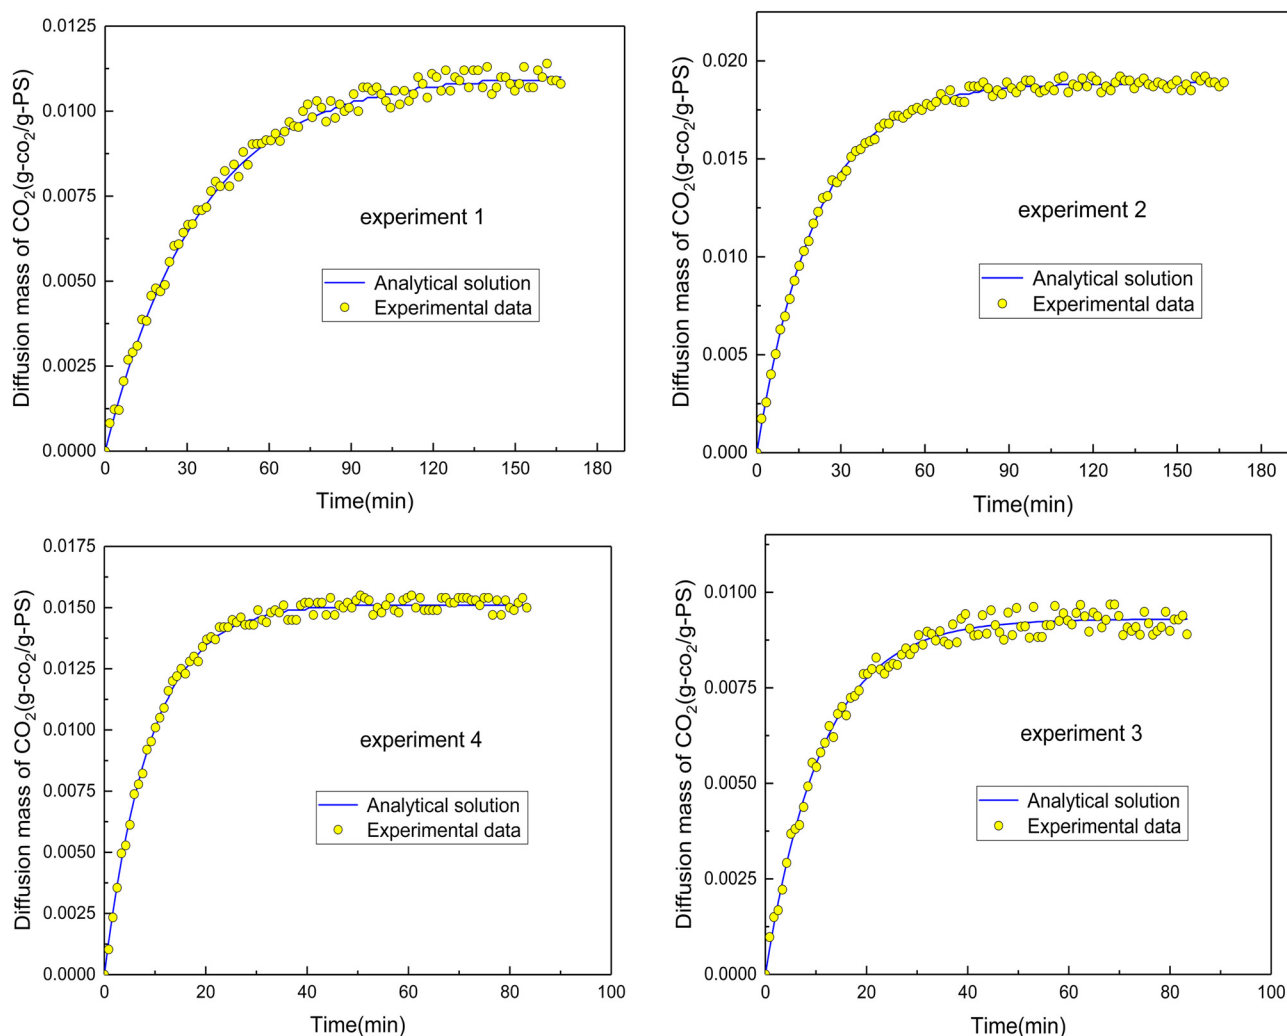 Diffusion mass of CO₂(g-co₂/g-PS)
0.0125
0.0100
0.0075
0.0050
0.0025
0.0000
experiment 1
Analytical solution
Experimental data
0 30 60 90 120 150 180
Time(min)
Diffusion mass of CO₂(g-co₂/g-PS)
0.020
0.015
0.010
0.005
0.000
experiment 2
Analytical solution
Experimental data
0 30 60 90 120 150 180
Time(min)
Diffusion mass of CO₂(g-co₂/g-PS)
0.0175
0.0150
0.0125
0.0100
0.0075
0.0050
0.0025
0.0000
experiment 4
Analytical solution
Experimental data
0 20 40 60 80 100
Time(min)
Diffusion mass of CO₂(g-co₂/g-PS)
0.0100
0.0075
0.0050
0.0025
0.0000
experiment 3
Analytical solution
Experimental data
0 20 40 60 80 100
Time(min)